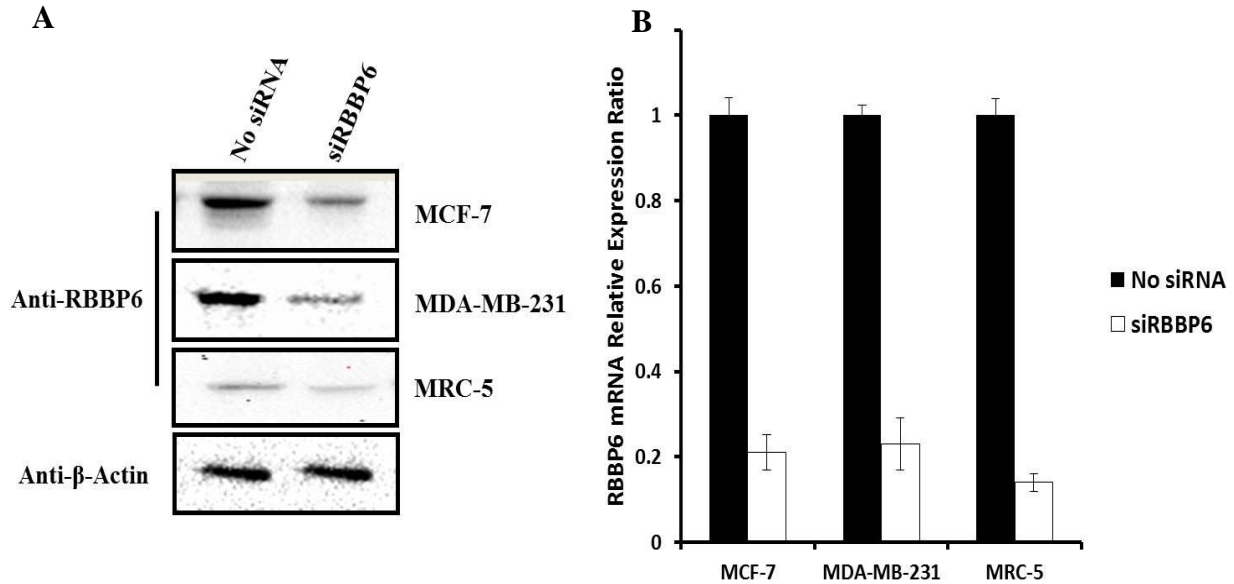 A
No siRNA
siRBBP6
Anti-RBBP6
MCF-7
MDA-MB-231
MRC-5
Anti-β-Actin
B
RBBP6 mRNA Relative Expression Ratio
1
0.8
0.6
0.4
0.2
0
MCF-7
MDA-MB-231
MRC-5
No siRNA
siRBBP6